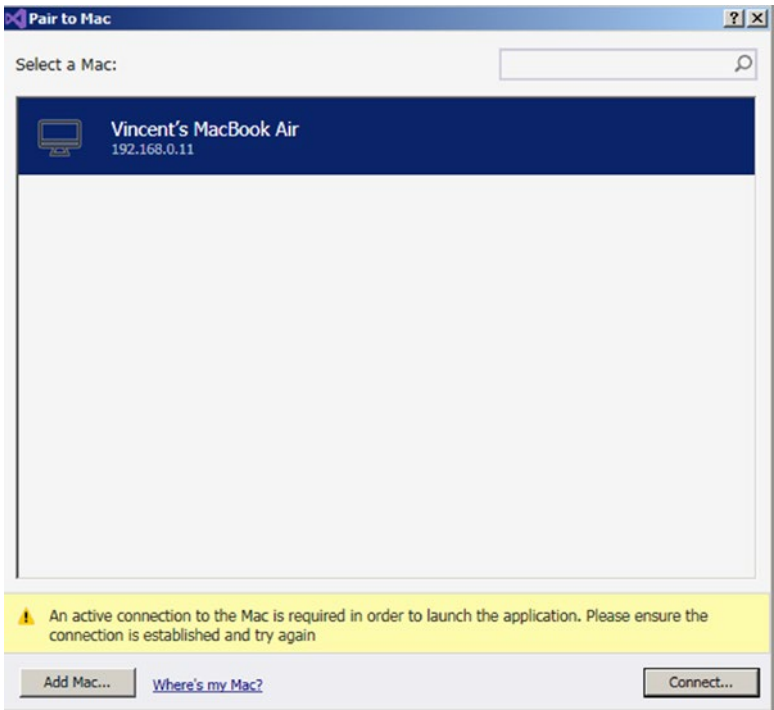 Pair to Mac
Select a Mac:
Vincent's MacBook Air
192.168.0.11
An active connection to the Mac is required in order to launch the application. Please ensure the
connection is established and try again
Add Mac...
Where's my Mac?
Connect...